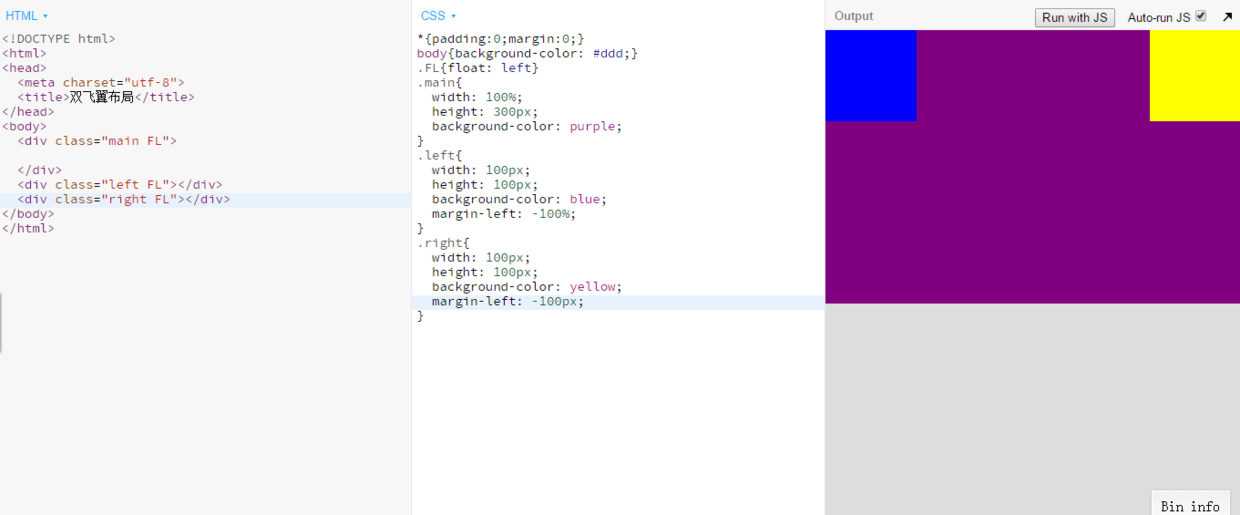 HTML
<!DOCTYPE html>
<html>
<head>
<meta charset="utf-8">
<title>双飞翼布局</title>
</head>
<body>
<div class="main FL">
</div>
<div class="left FL"></div>
<div class="right FL"></div>
</body>
</html>
CSS
*{padding:0;margin:0;}
body{background-color: #ddd;}
.FL{float: left}
.main{
width: 100%;
height: 300px;
background-color: purple;
}
.left{
width: 100px;
height: 100px;
background-color: blue;
margin-left: -100%;
}
.right{
width: 100px;
height: 100px;
background-color: yellow;
margin-left: -100px;
}
Output
Run with JS
Auto-run JS
Bin info